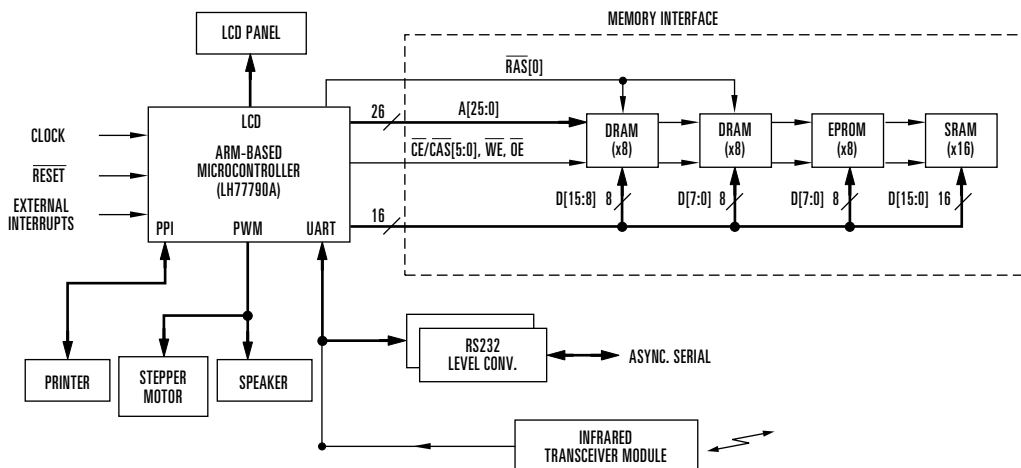 MEMORY INTERFACE
LCD PANEL
RAS[0]
26
A[25:0]
LCD
CLOCK
ARM-BASED
MICROCONTROLLER
(LH77790A)
DRAM
(x8)
DRAM
(x8)
EPROM
(x8)
SRAM
(x16)
CE/CAS[5:0], WE, OE
RESET
EXTERNAL
INTERRUPTS
D[15:8] 8
D[7:0] 8
D[7:0] 8
D[15:0] 16
16
PPI
PWM
UART
RS232
LEVEL CONV.
ASYNC. SERIAL
PRINTER
STEPPER
MOTOR
SPEAKER
INFRARED
TRANSCEIVER MODULE